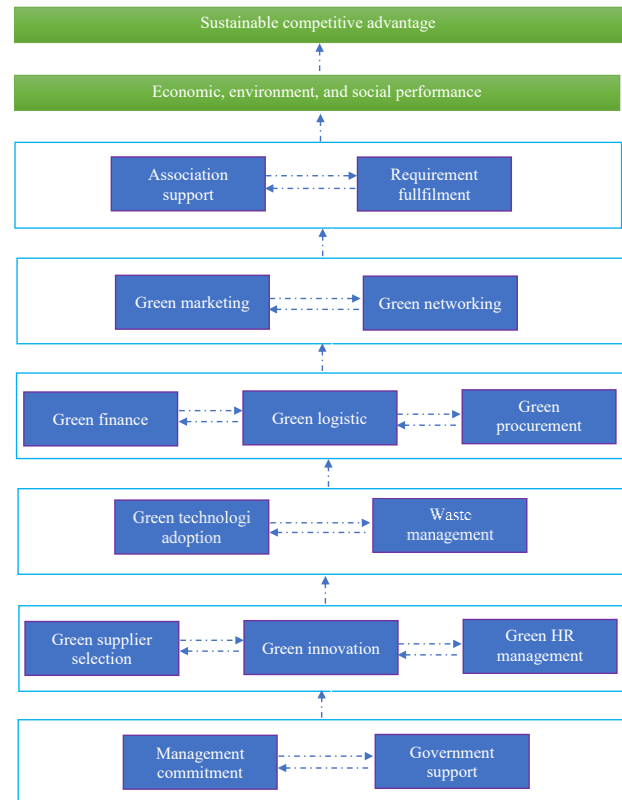 Sustainable competitive advantage
Economic, environment, and social performance
Association
support
Requirement
fullfilment
Green marketing
Green networking
Green finance
Green logistic
Green
procurement
Green technologi
adoption
Waste
management
Green supplier
selection
Green innovation
Green HR
management
Management
commitment
Government
support